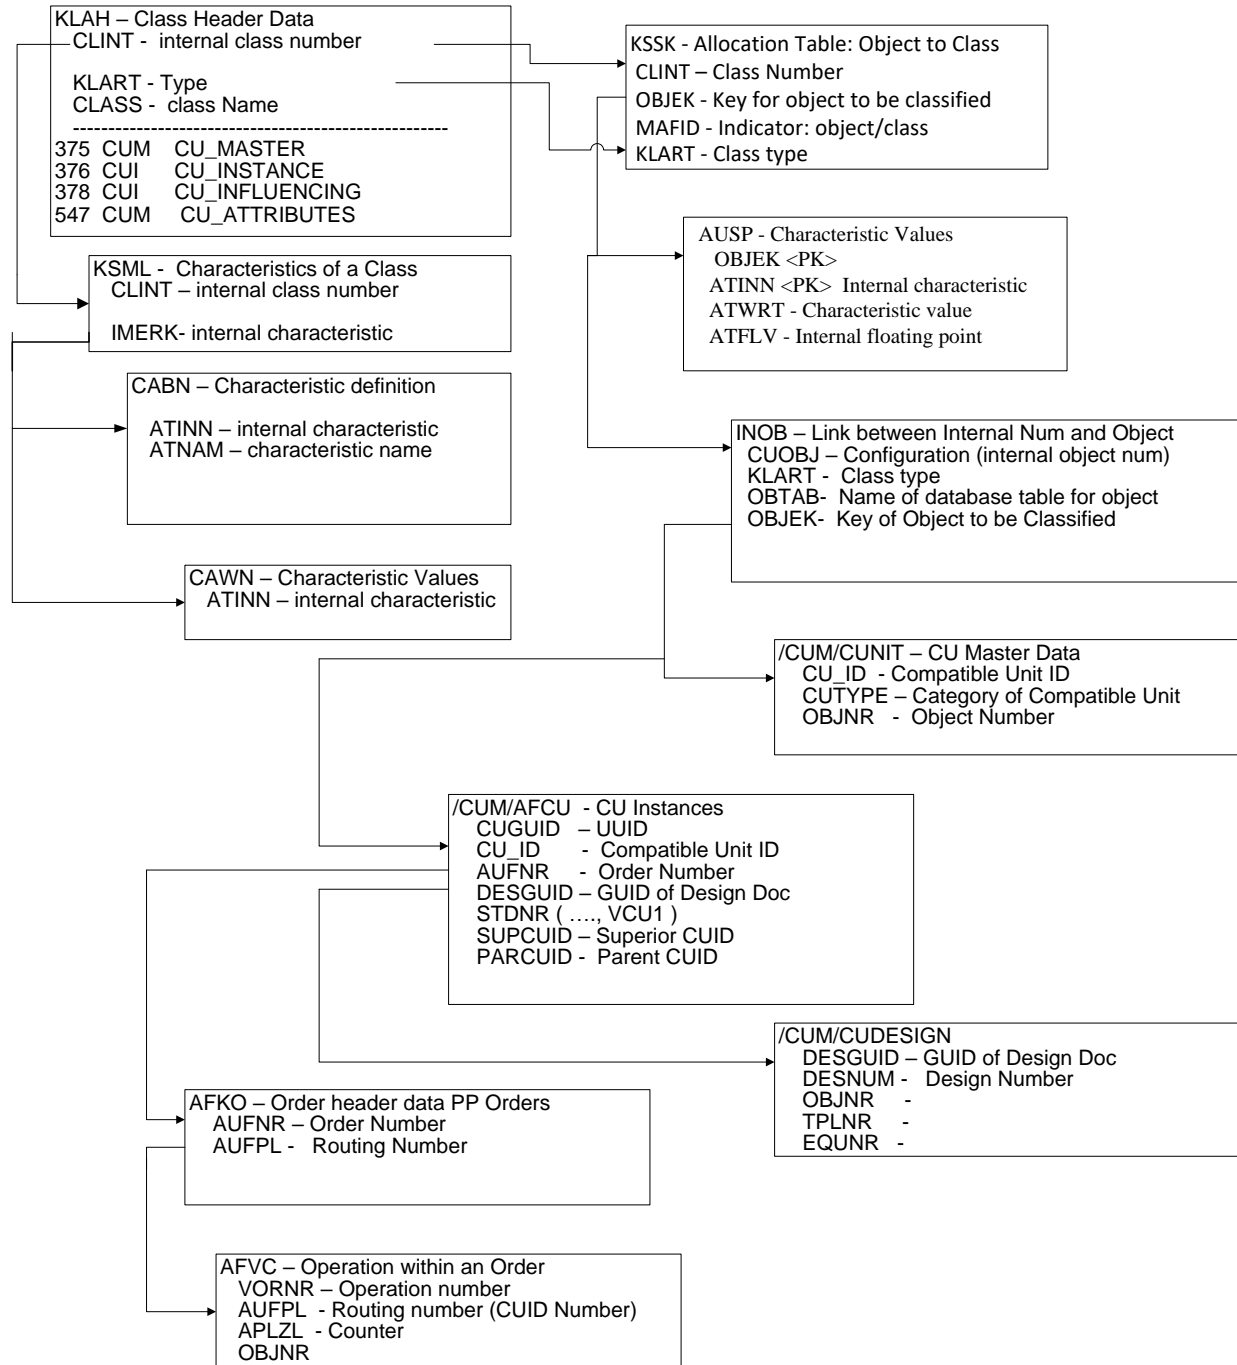 KLAH – Class Header Data
CLINT - internal class number
KLART - Type
CLASS - class Name
-----------------------------------------------------
375 CUM CU_MASTER
376 CUI CU_INSTANCE
378 CUI CU_INFLUENCING
547 CUM CU_ATTRIBUTES
KSSK - Allocation Table: Object to Class
CLINT – Class Number
OBJEK - Key for object to be classified
MAFID - Indicator: object/class
KLART - Class type
AUSP - Characteristic Values
OBJEK <PK>
ATINN <PK> Internal characteristic
ATWRT - Characteristic value
ATFLV - Internal floating point
KSML - Characteristics of a Class
CLINT – internal class number
IMERK- internal characteristic
CABN – Characteristic definition
ATINN – internal characteristic
ATNAM – characteristic name
INOB – Link between Internal Num and Object
CUOBJ – Configuration (internal object num)
KLART - Class type
OBTAB- Name of database table for object
OBJEK- Key of Object to be Classified
CAWN – Characteristic Values
ATINN – internal characteristic
/CUM/CUNIT – CU Master Data
CU_ID - Compatible Unit ID
CUTYPE – Category of Compatible Unit
OBJNR - Object Number
/CUM/AFCU - CU Instances
CUGUID – UUID
CU_ID - Compatible Unit ID
AUFNR - Order Number
DESGUID – GUID of Design Doc
STDNR ( …., VCU1 )
SUPCUID – Superior CUID
PARCUID - Parent CUID
/CUM/CUDESIGN
DESGUID – GUID of Design Doc
DESNUM - Design Number
OBJNR -
TPLNR -
EQUNR -
AFKO – Order header data PP Orders
AUFNR – Order Number
AUFPL - Routing Number
AFVC – Operation within an Order
VORNR – Operation number
AUFPL - Routing number (CUID Number)
APLZL - Counter
OBJNR